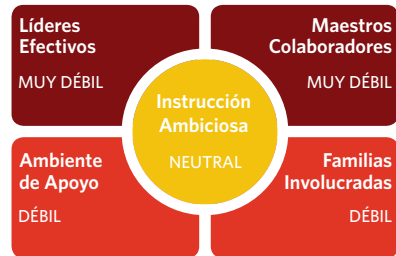 Líderes
Efectivos
MUY DÉBIL
Maestros
Colaboradores
MUY DÉBIL
Instrucción
Ambiciosa
NEUTRAL
Ambiente
de Apoyo
DÉBIL
Familias
Involucradas
DÉBIL